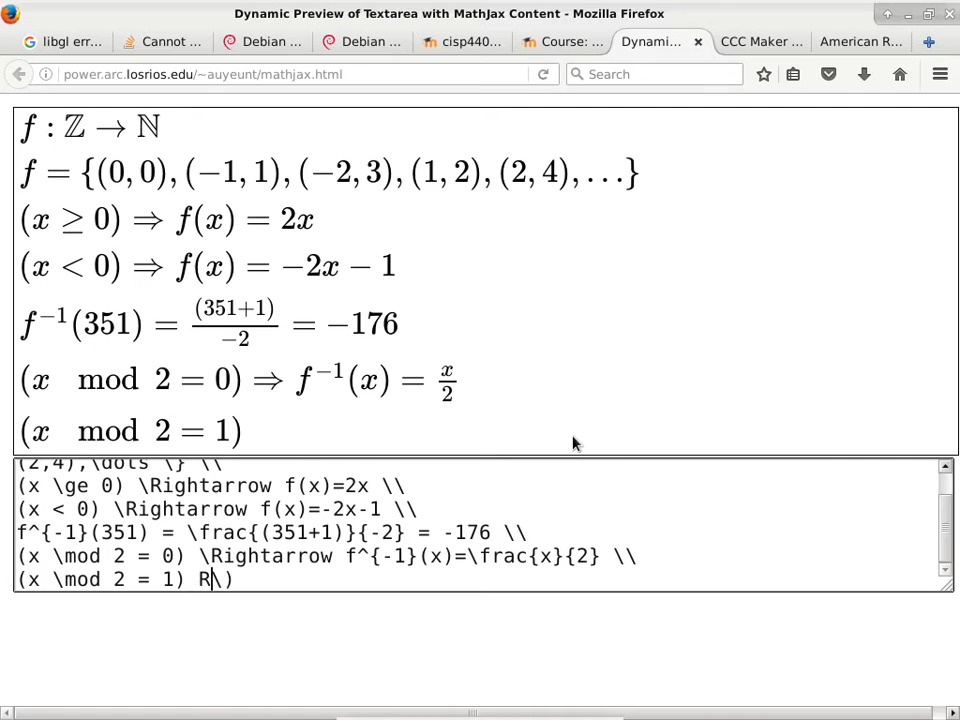 Dynamic Preview of Textarea with MathJax Content - Mozilla Firefox
libgl err... Cannot ... Debian ... Debian ... cisp440... Course: ... Dynami... CCC Maker ... American R...
power.arc.losrios.edu/~auyeunt/mathjax.html Search
f : ℤ → ℕ
f = {(0, 0), (−1, 1), (−2, 3), (1, 2), (2, 4), …}
(x ≥ 0) ⇒ f(x) = 2x
(x < 0) ⇒ f(x) = −2x − 1
f⁻¹(351) = (351+1)/−2 = −176
(x mod 2 = 0) ⇒ f⁻¹(x) = x/2
(x mod 2 = 1)
(2,4),\dots \} \\
(x \ge 0) \Rightarrow f(x)=2x \\
(x < 0) \Rightarrow f(x)=-2x-1 \\
f^{-1}(351) = \frac{(351+1)}{-2} = -176 \\
(x \mod 2 = 0) \Rightarrow f^{-1}(x)=\frac{x}{2} \\
(x \mod 2 = 1) R\)